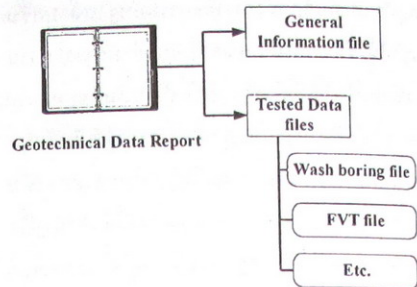 General
Information file
Geotechnical Data Report
Tested Data
files
Wash boring file
FVT file
Etc.